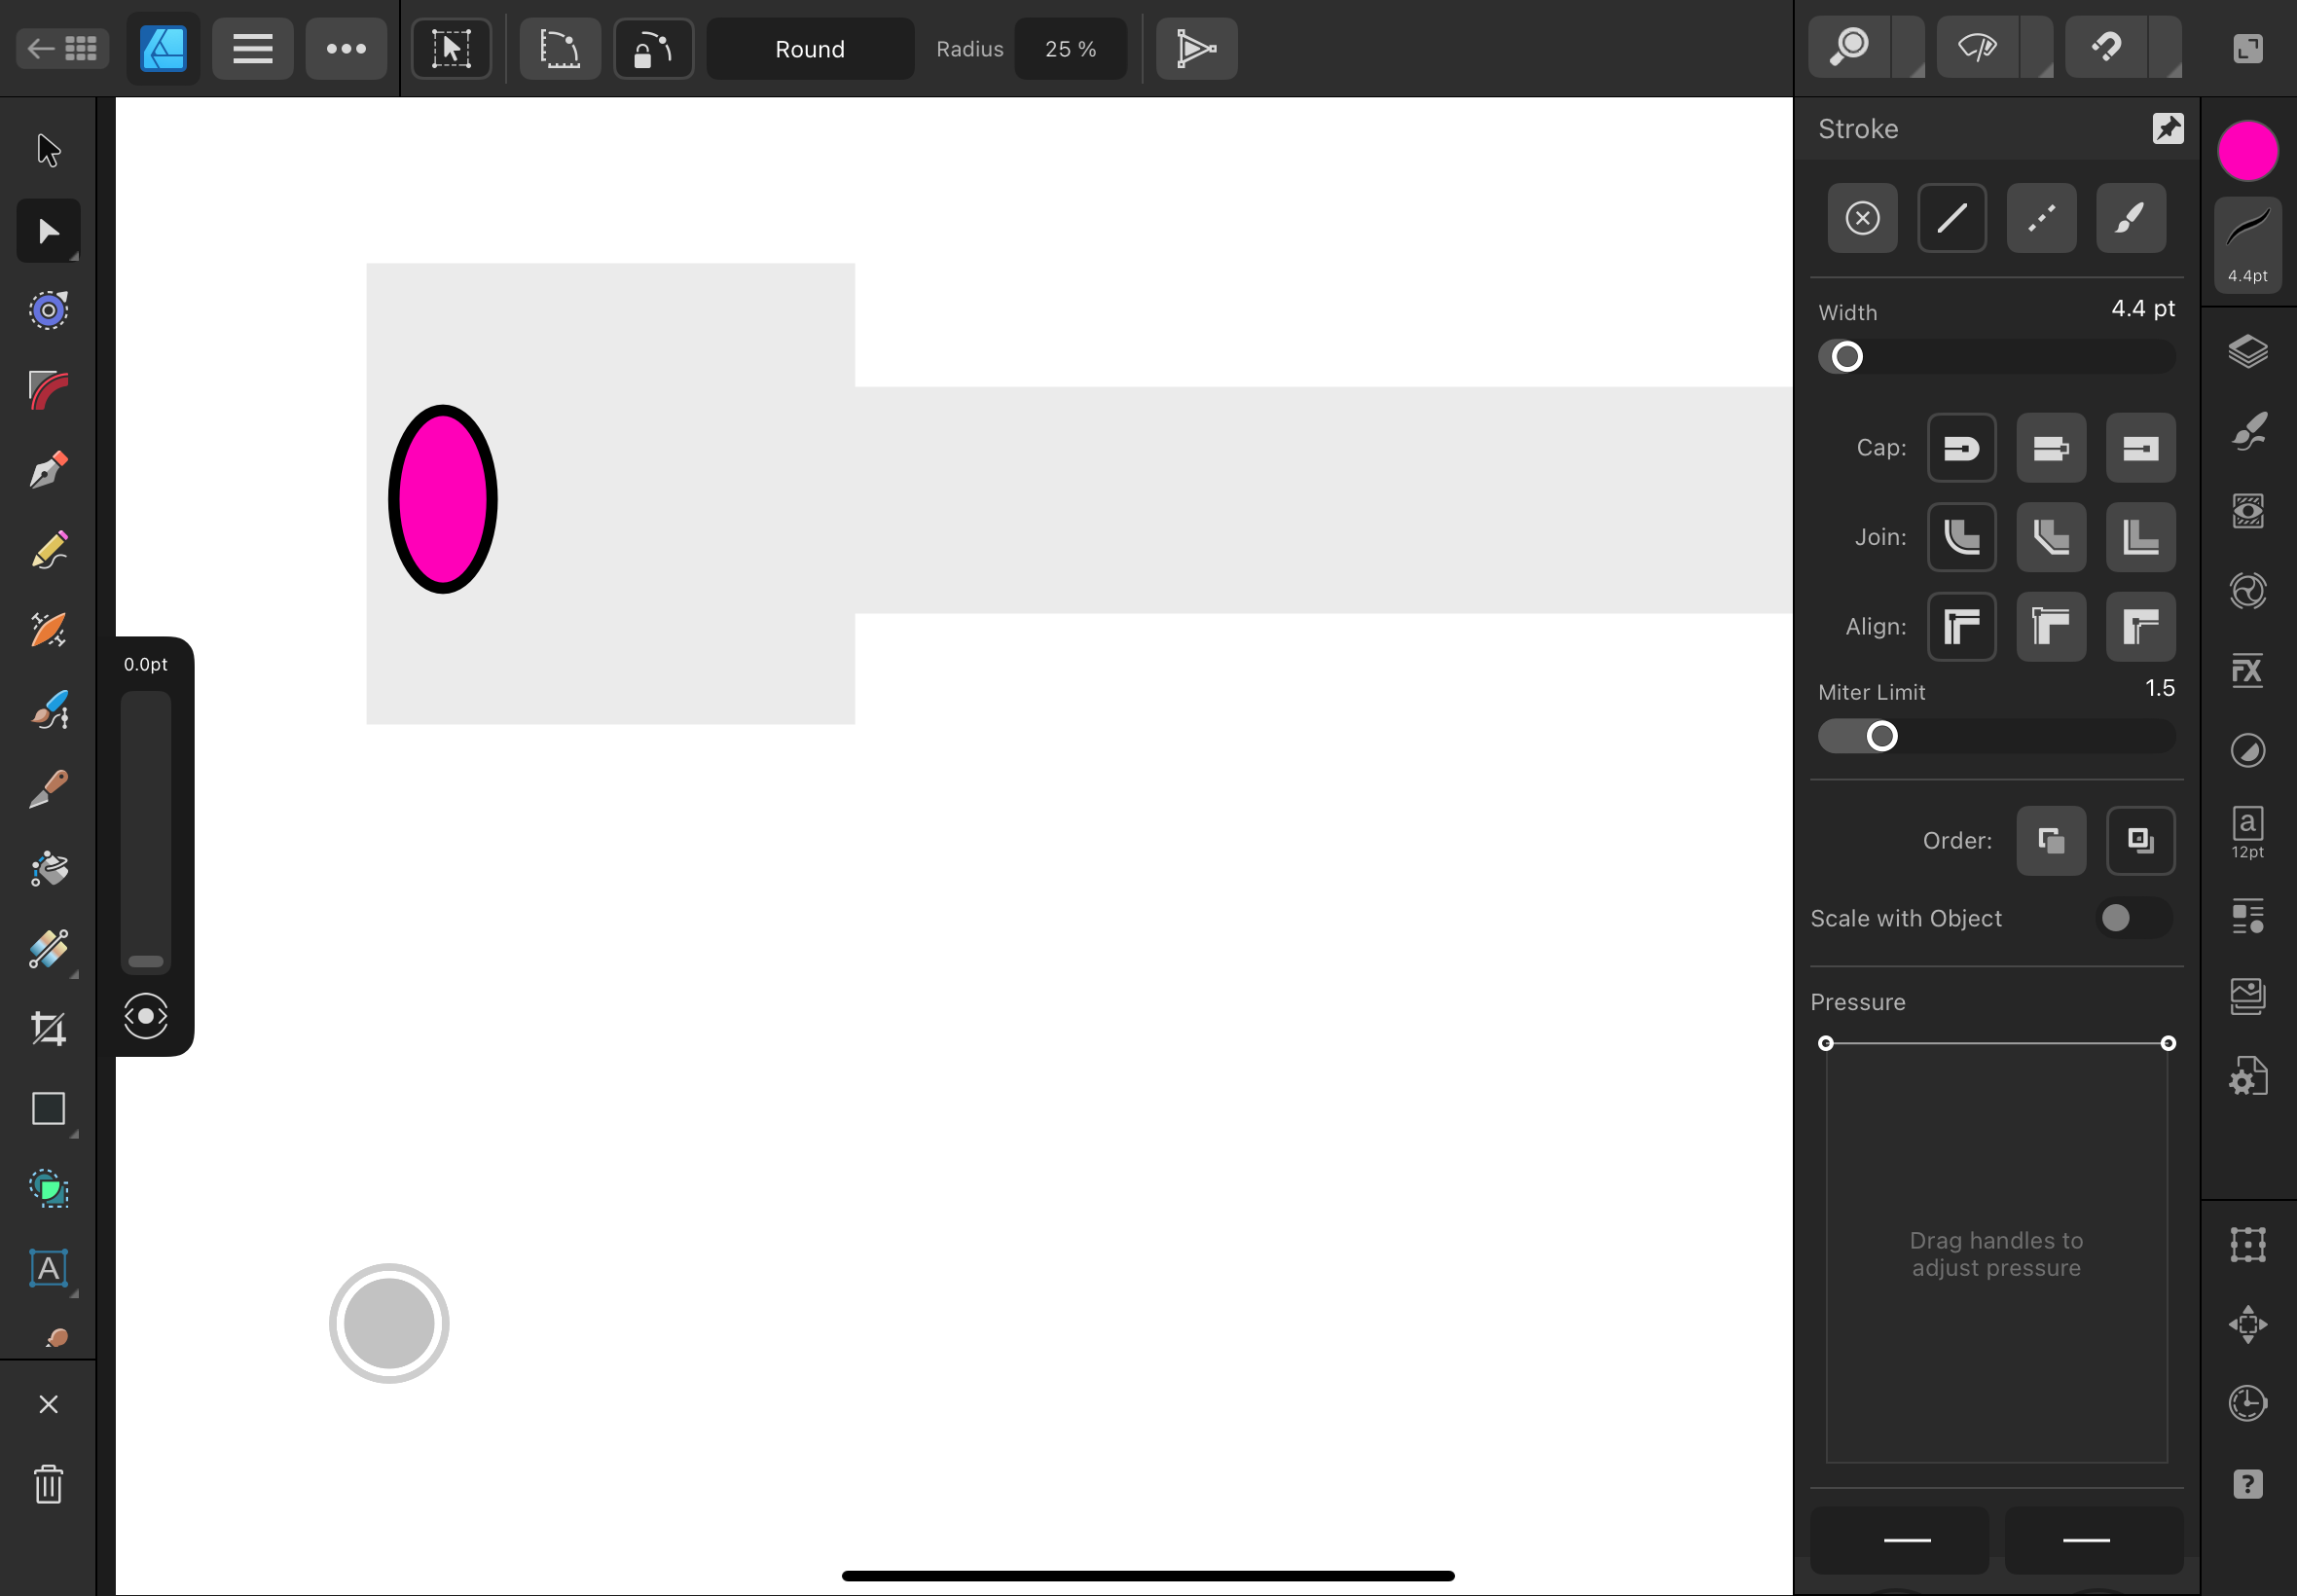 Round
Radius
25 %
Stroke
4.4pt
Width
4.4 pt
Cap:
Join:
Align:
Miter Limit
1.5
Order:
Scale with Object
Pressure
Drag handles to
adjust pressure
0.0pt
A
FX
a
12pt
?